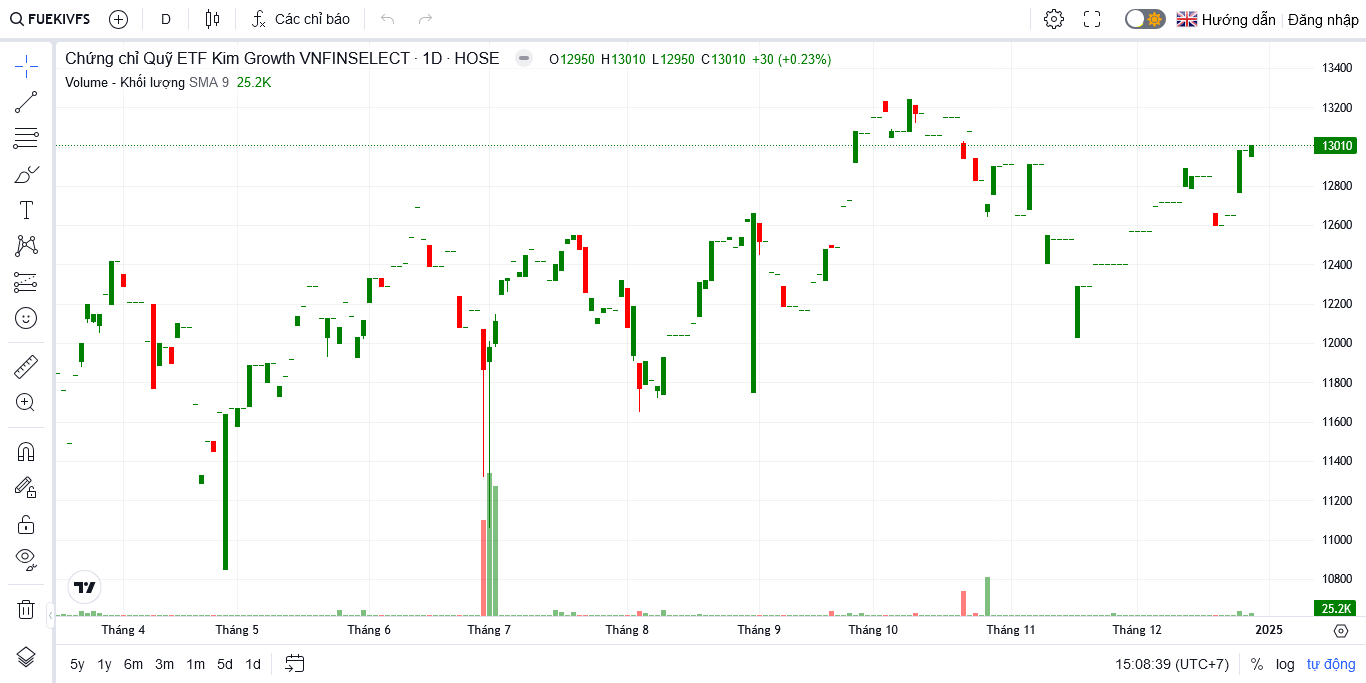 FUEKIVFS D Các chỉ báo Hướng dẫn Đăng nhập
Chứng chỉ Quỹ ETF Kim Growth VNFINSELECT · 1D · HOSE O12950 H13010 L12950 C13010 +30 (+0.23%)
Volume - Khối lượng SMA 9 25.2K
13400
13200
13010
12800
12600
12400
12200
12000
11800
11600
11400
11200
11000
10800
25.2K
Tháng 4 Tháng 5 Tháng 6 Tháng 7 Tháng 8 Tháng 9 Tháng 10 Tháng 11 Tháng 12 2025
5y 1y 6m 3m 1m 5d 1d 15:08:39 (UTC+7) % log tự động